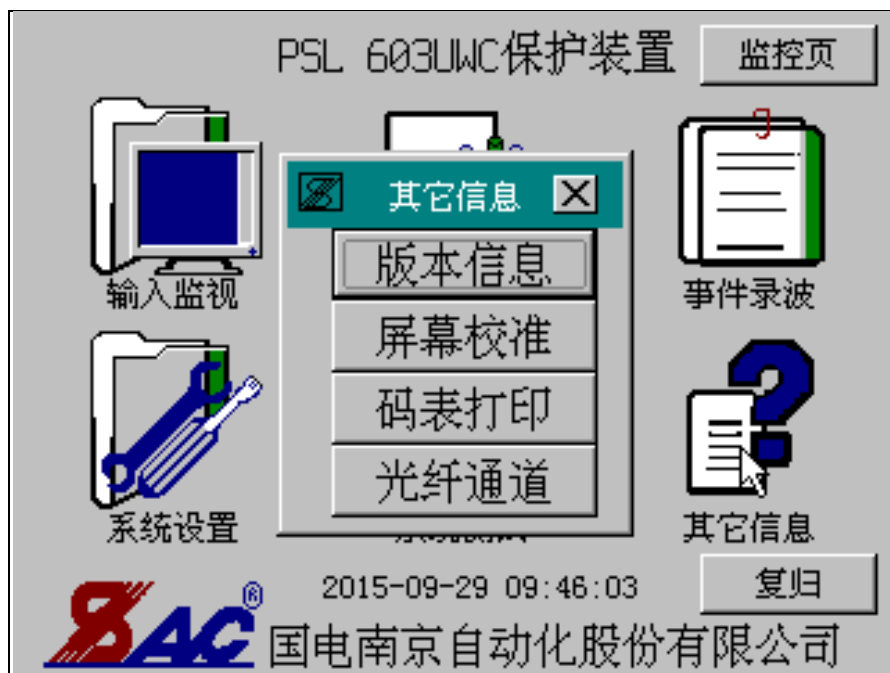 PSL 603UWC保护装置
监控页
其它信息
版本信息
屏幕校准
码表打印
光纤通道
输入监视
事件录波
系统设置
其它信息
2015-09-29 09:46:03
复归
SAC®
国电南京自动化股份有限公司